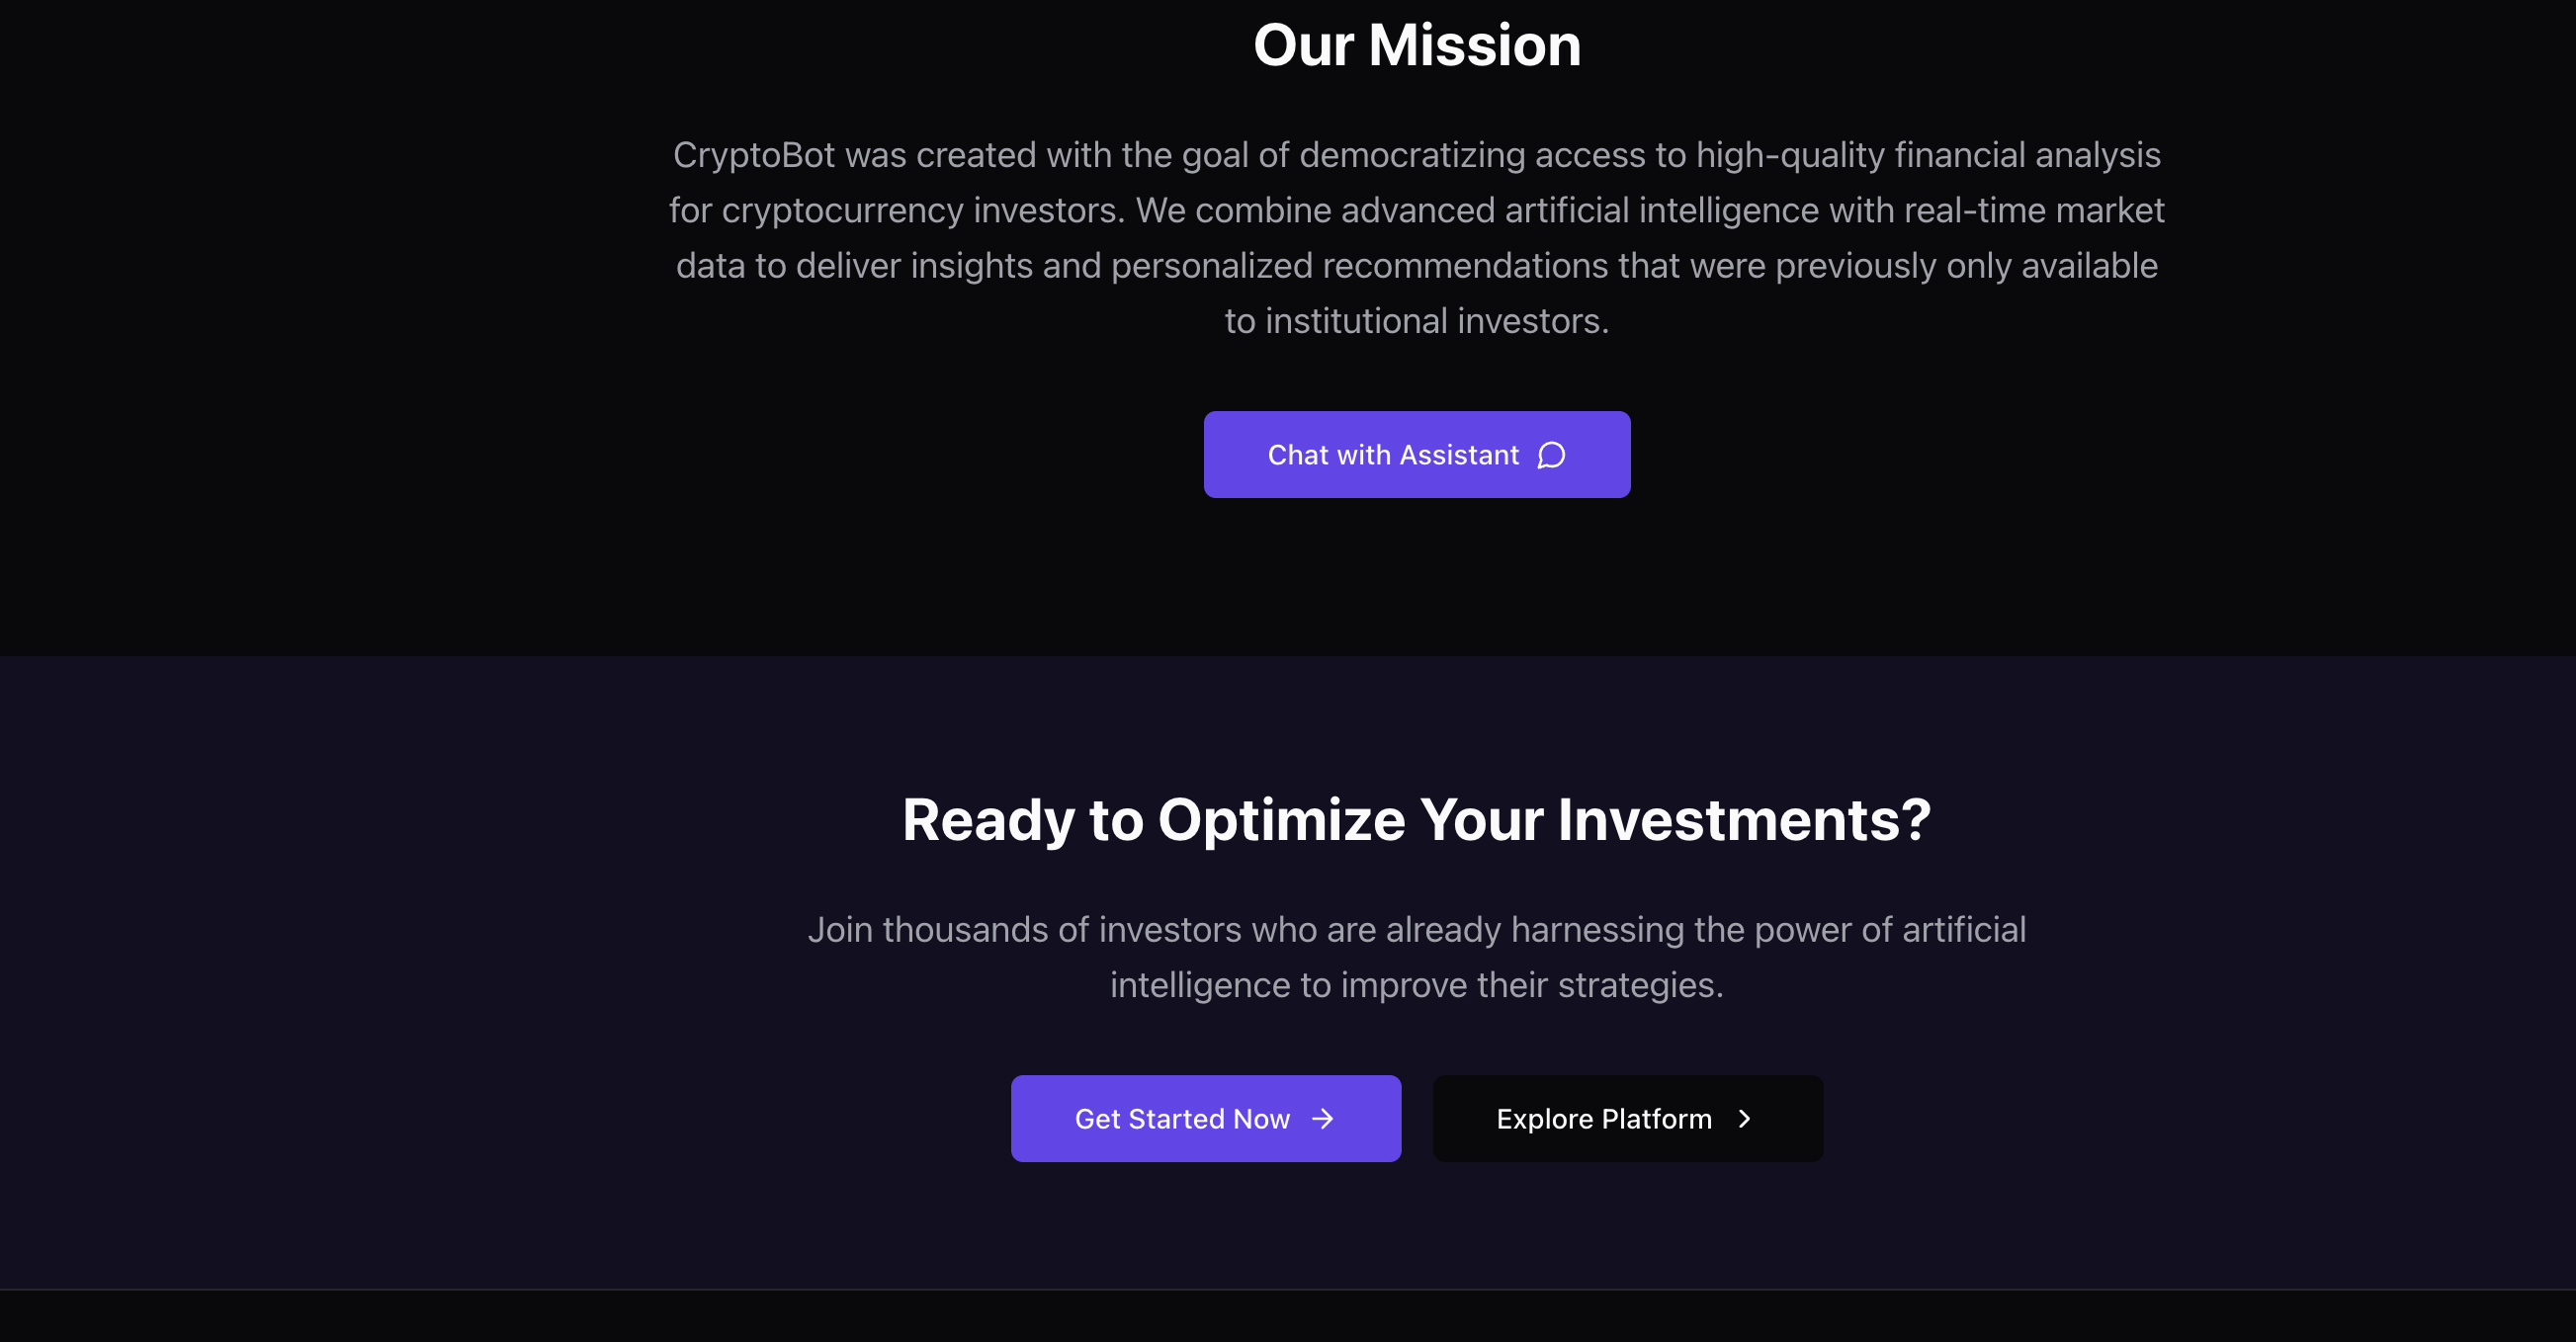 Our Mission
CryptoBot was created with the goal of democratizing access to high-quality financial analysis
for cryptocurrency investors. We combine advanced artificial intelligence with real-time market
data to deliver insights and personalized recommendations that were previously only available
to institutional investors.
Chat with Assistant
Ready to Optimize Your Investments?
Join thousands of investors who are already harnessing the power of artificial
intelligence to improve their strategies.
Get Started Now
Explore Platform